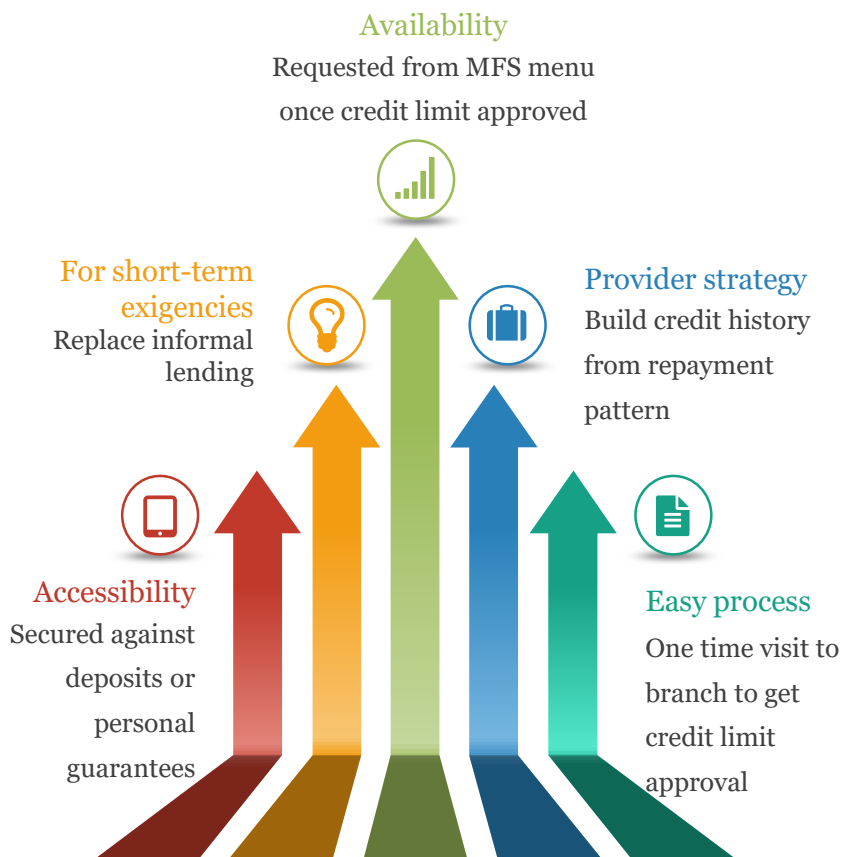 Availability
Requested from MFS menu
once credit limit approved
For short-term
exigencies
Replace informal
lending
Provider strategy
Build credit history
from repayment
pattern
Accessibility
Secured against
deposits or
personal
guarantees
Easy process
One time visit to
branch to get
credit limit
approval